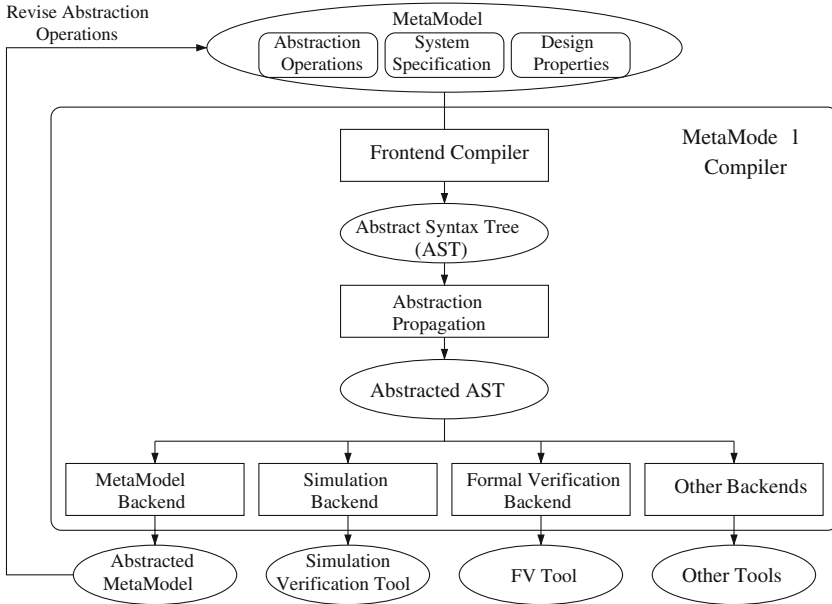 Revise Abstraction
Operations
MetaModel
Abstraction
Operations
System
Specification
Design
Properties
MetaMode l
Compiler
Frontend Compiler
Abstract Syntax Tree
(AST)
Abstraction
Propagation
Abstracted AST
MetaModel
Backend
Simulation
Backend
Formal Verification
Backend
Other Backends
Abstracted
MetaModel
Simulation
Verification Tool
FV Tool
Other Tools